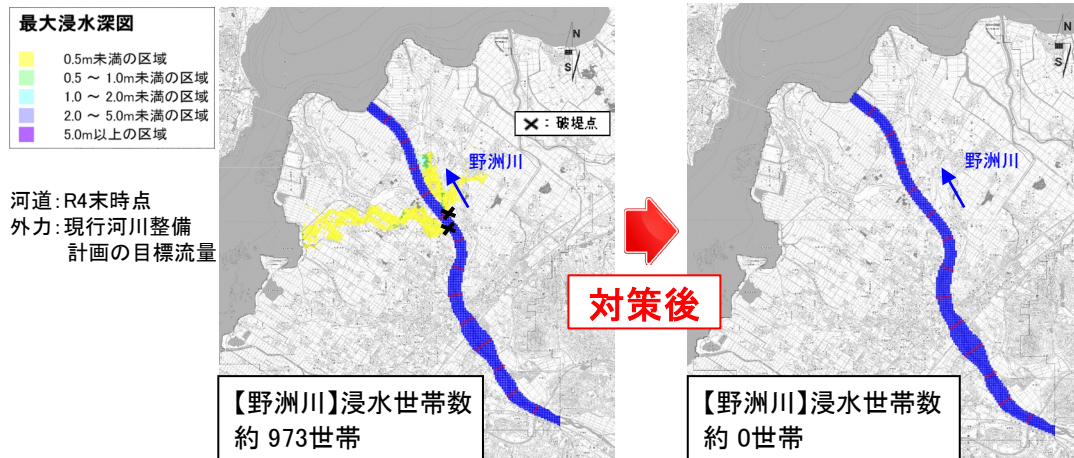 最大浸水深図
0.5m未満の区域
0.5 ～ 1.0m未満の区域
1.0 ～ 2.0m未満の区域
2.0 ～ 5.0m未満の区域
5.0m以上の区域
河道：R4末時点
外力：現行河川整備
計画の目標流量
N
S
×：破堤点
野洲川
【野洲川】浸水世帯数
約 973世帯
対策後
N
S
野洲川
【野洲川】浸水世帯数
約 0世帯